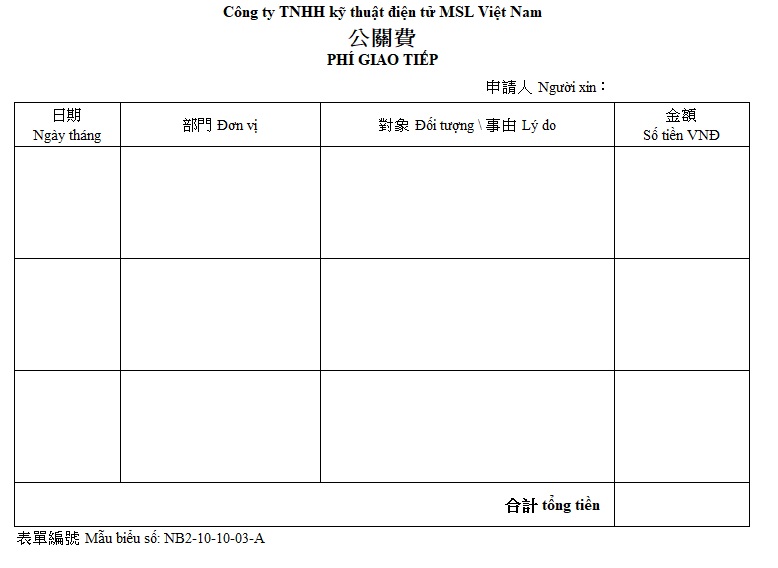 Công ty TNHH kỹ thuật điện tử MSL Việt Nam
公關費
PHÍ GIAO TIẾP
申請人 Người xin：
日期
Ngày tháng
部門 Đơn vị
對象 Đối tượng \ 事由 Lý do
金額
Số tiền VNĐ
合計 tổng tiền
表單編號 Mẫu biểu số: NB2-10-10-03-A